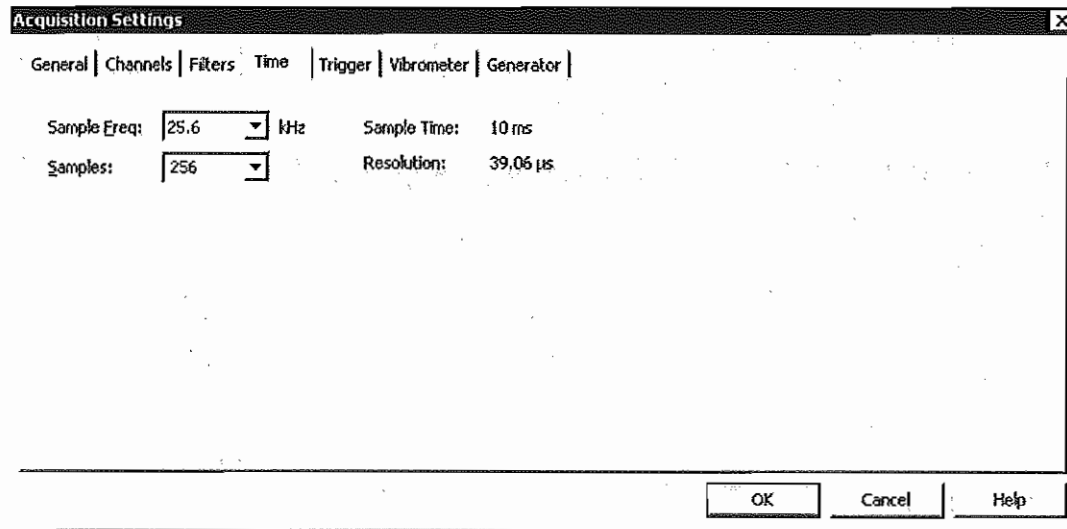 Acquisition Settings
General | Channels | Filters Time | Trigger | Vibrometer | Generator |
Sample Freq: 25.6 kHz Sample Time: 10 ms
Samples: 256 Resolution: 39,06 µs
OK Cancel Help